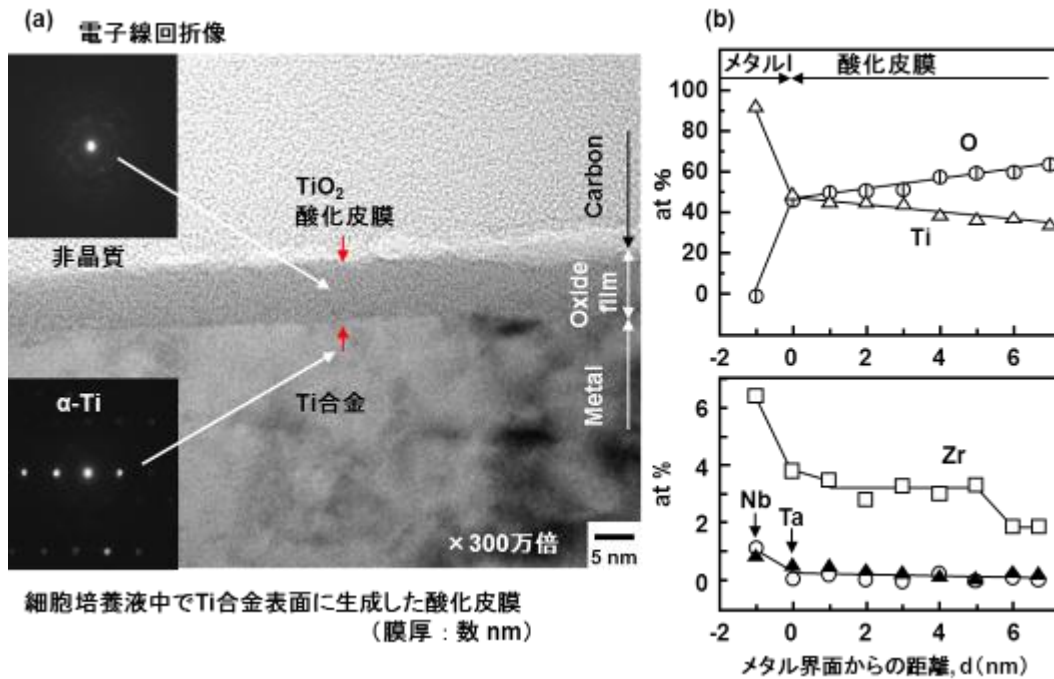 (a)
電子線回折像
非晶質
TiO2
酸化皮膜
Carbon
Oxide
film
Metal
α-Ti
Ti合金
×300万倍
5 nm
細胞培養液中でTi合金表面に生成した酸化皮膜
(膜厚:数 nm)
(b)
メタル 酸化皮膜
100
80
60
40
20
0
at %
O
Ti
-2 0 2 4 6
6
4
2
0
at %
Zr
Nb
Ta
-2 0 2 4 6
メタル界面からの距離, d(nm)